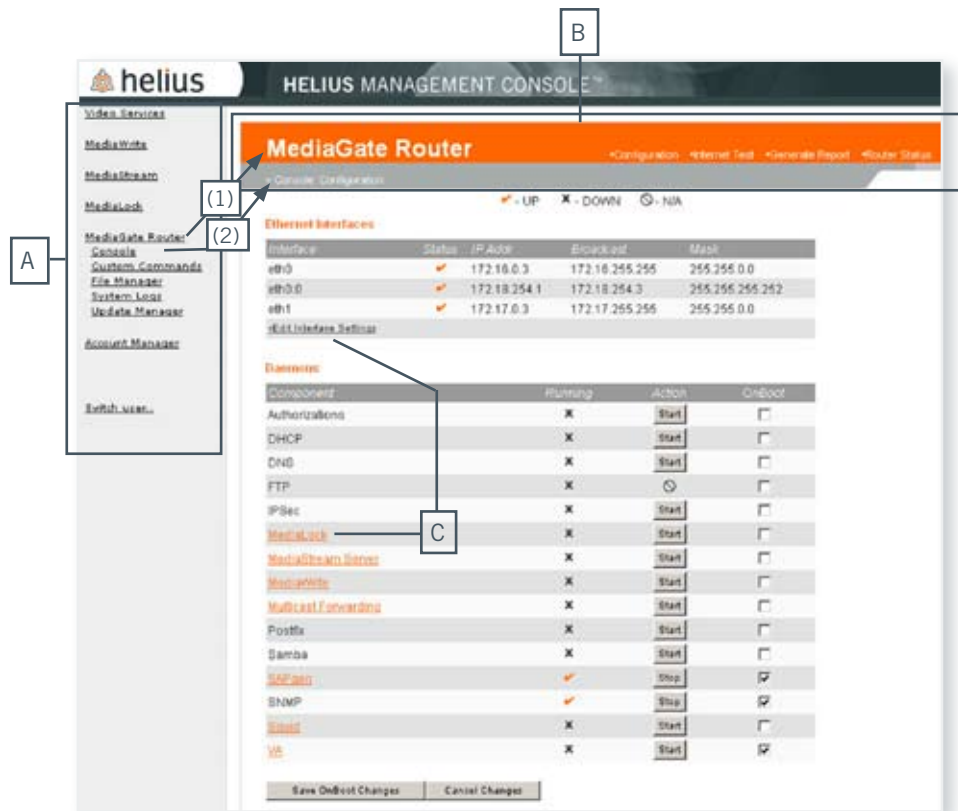 B
helius
HELIUS MANAGEMENT CONSOLE™
Video Services
MediaWrite
MediaStream
MediaLock
MediaGate Router
Console
Custom Commands
File Manager
System Logs
Update Manager
Account Manager
Switch user...
A
(1)
(2)
MediaGate Router
•Configuration •Internet Test •Generate Report •Router Status
Console: Configuration
✔ - UP ✖ - DOWN 🛇 - N/A
Ethernet Interfaces
Interface Status IP Addr Broadcast Mask
eth0 ✔ 172.16.0.3 172.16.255.255 255.255.0.0
eth0:0 ✔ 172.18.254.1 172.18.254.3 255.255.255.252
eth1 ✔ 172.17.0.3 172.17.255.255 255.255.0.0
•Edit Interface Settings
Daemons
Component Running Action OnBoot
Authorizations ✖ Start
DHCP ✖ Start
DNS ✖ Start
FTP ✖ 🛇
IPSec ✖ Start
MediaLock ✖ Start
C
MediaStream Server ✖ Start
MediaWrite ✖ Start
Multicast Forwarding ✖ Start
Postfix ✖ Start
Samba ✖ Start
SAPgen ✔ Stop
SNMP ✔ Stop
Squid ✖ Start
VA ✖ Start
Save OnBoot Changes Cancel Changes